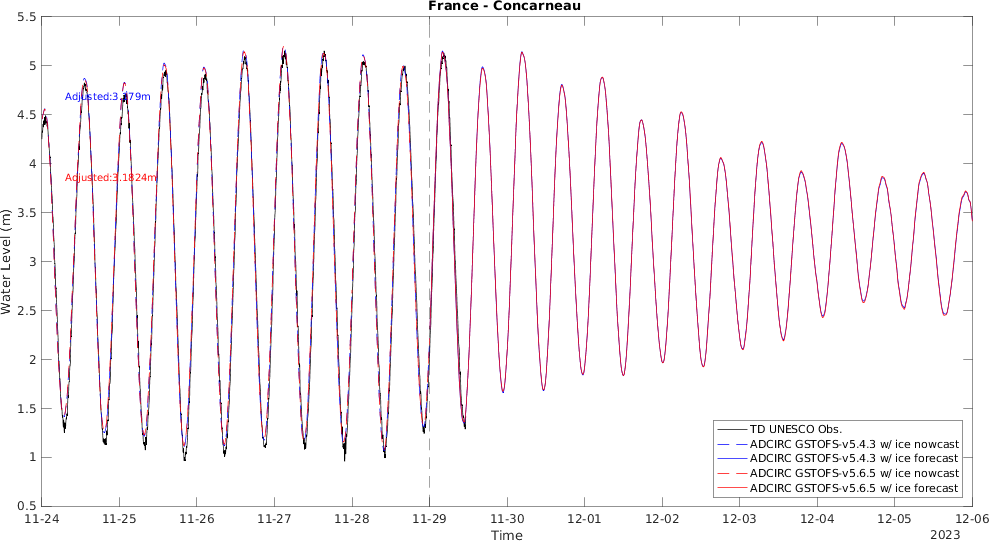 France - Concarneau
5.5
5
4.5
4
3.5
3
2.5
2
1.5
1
0.5
Water Level (m)
Adjusted:3.179m
Adjusted:3.1824m
TD UNESCO Obs.
ADCIRC GSTOFS-v5.4.3 w/ ice nowcast
ADCIRC GSTOFS-v5.4.3 w/ ice forecast
ADCIRC GSTOFS-v5.6.5 w/ ice nowcast
ADCIRC GSTOFS-v5.6.5 w/ ice forecast
11-24 11-25 11-26 11-27 11-28 11-29 11-30 12-01 12-02 12-03 12-04 12-05 12-06
Time
2023